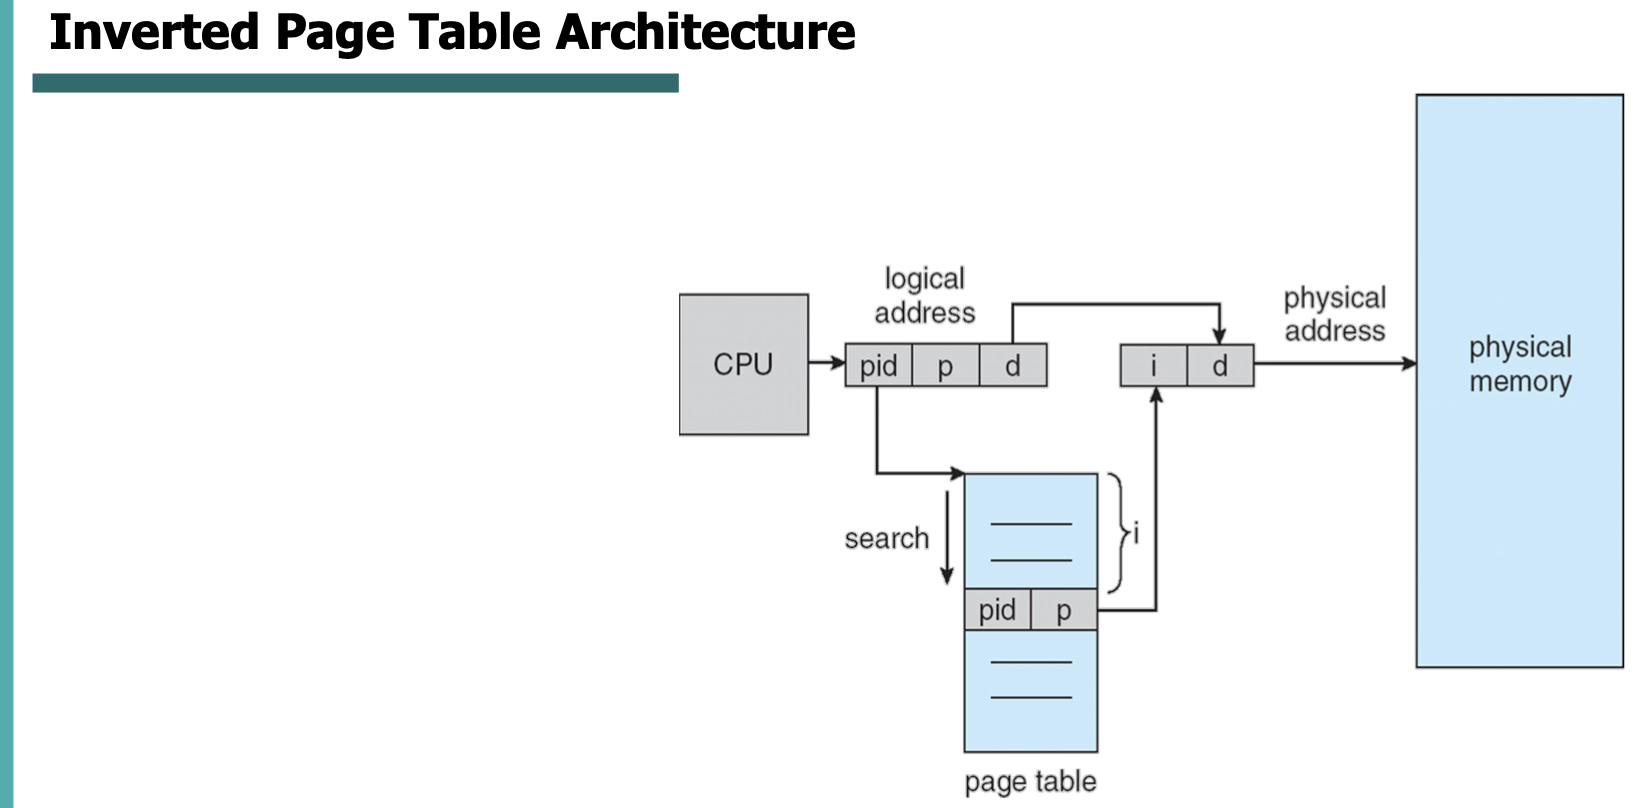 Inverted Page Table Architecture
logical
address
physical
address
CPU
pid p d
i d
physical
memory
search
i
pid p
page table